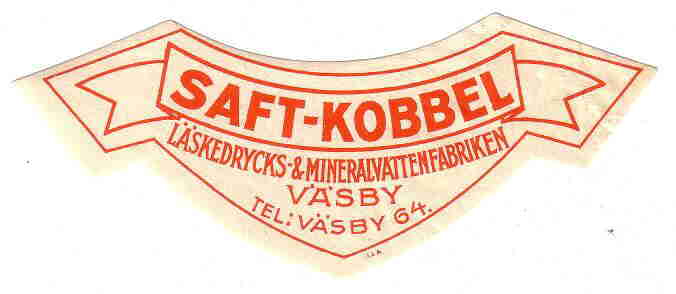 SAFT-KOBBEL
LÄSKEDRYCKS-&MINERALVATTENFABRIKEN
VÄSBY
TEL: VÄSBY 64.